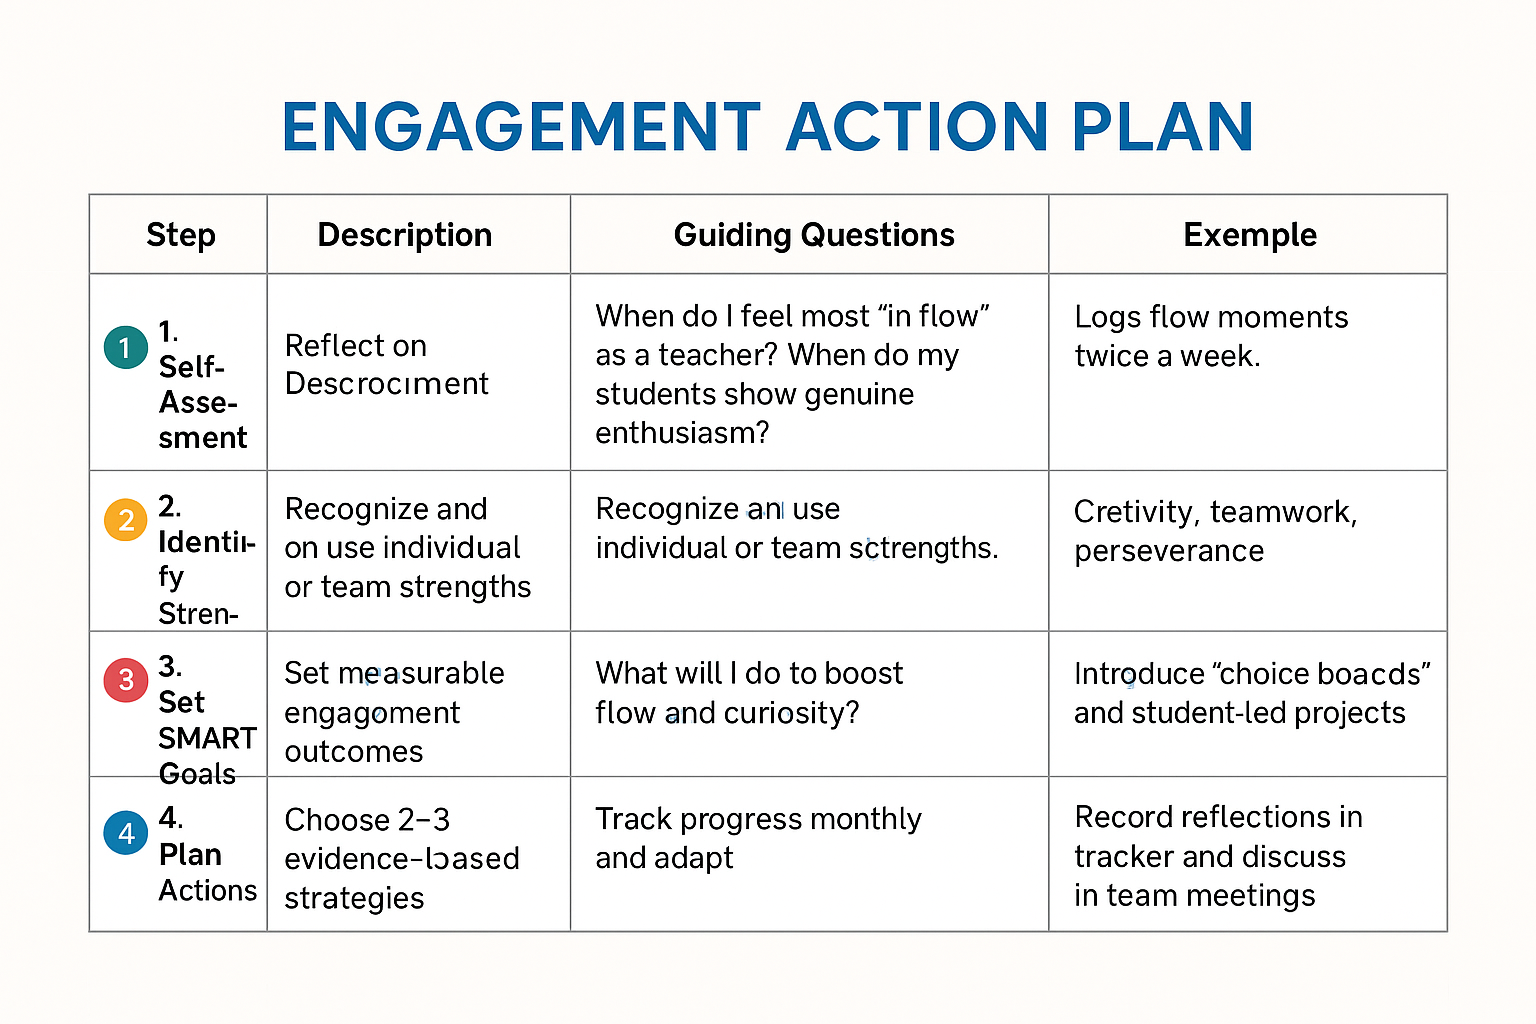 ENGAGEMENT ACTION PLAN
Step
Description
Guiding Questions
Exemple
1
1.
Self-
Asse-
sment
Reflect on
Descrocıment
When do I feel most “in flow”
as a teacher? When do my
students show genuine
enthusiasm?
Logs flow moments
twice a week.
2
2.
Identiı-
fy
Stren-
Recognize and
on use individual
or team strengths
Recognize an use
individual or team sctrengths.
Cretivity, teamwork,
perseverance
3
3.
Set
SMART
Goals
Set measurable
engagoment
outcomes
What will I do to boost
flow and curiosity?
Introduce “choice boacds”
and student-led projects
4
4.
Plan
Actions
Choose 2–3
evidence-based
strategies
Track progress monthly
and adapt
Record reflections in
tracker and discuss
in team meetings